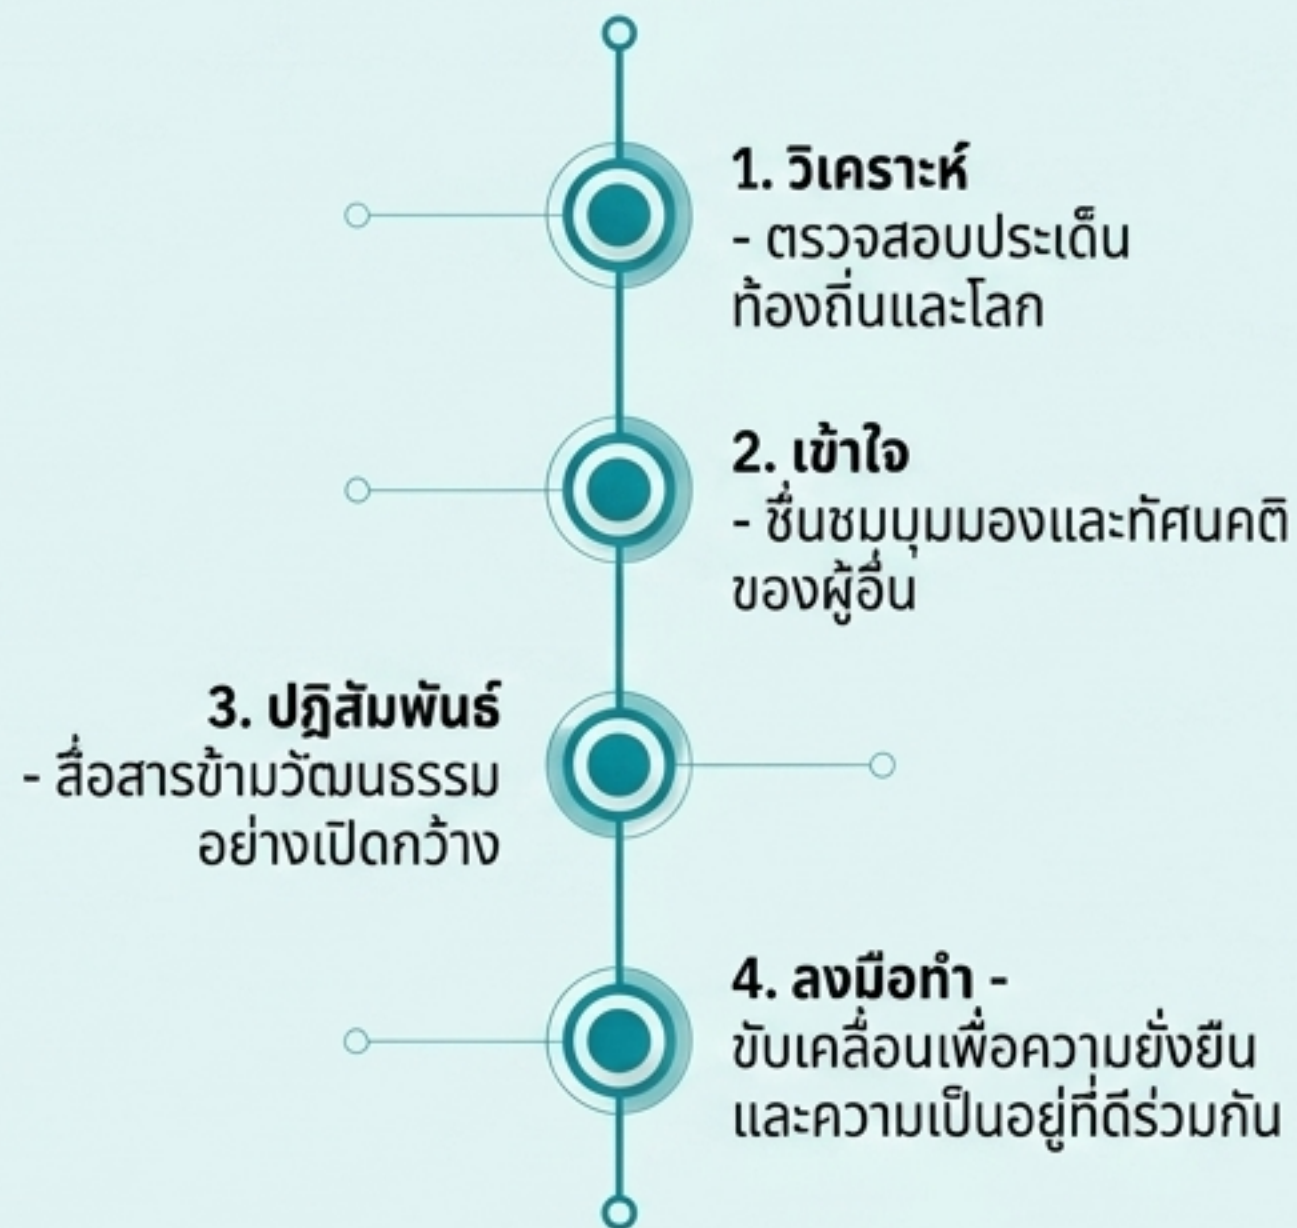 1. วิเคราะห์
- ตรวจสอบประเด็น
ท้องถิ่นและโลก
2. เข้าใจ
- ชื่นชมบุมมองและทัศนคติ
ของผู้อื่น
3. ปฏิสัมพันธ์
- สื่อสารข้ามวัฒนธรรม
อย่างเปิดกว้าง
4. ลงมือทำ -
ขับเคลื่อนเพื่อความยั่งยืน
และความเป็นอยู่ที่ดีร่วมกัน